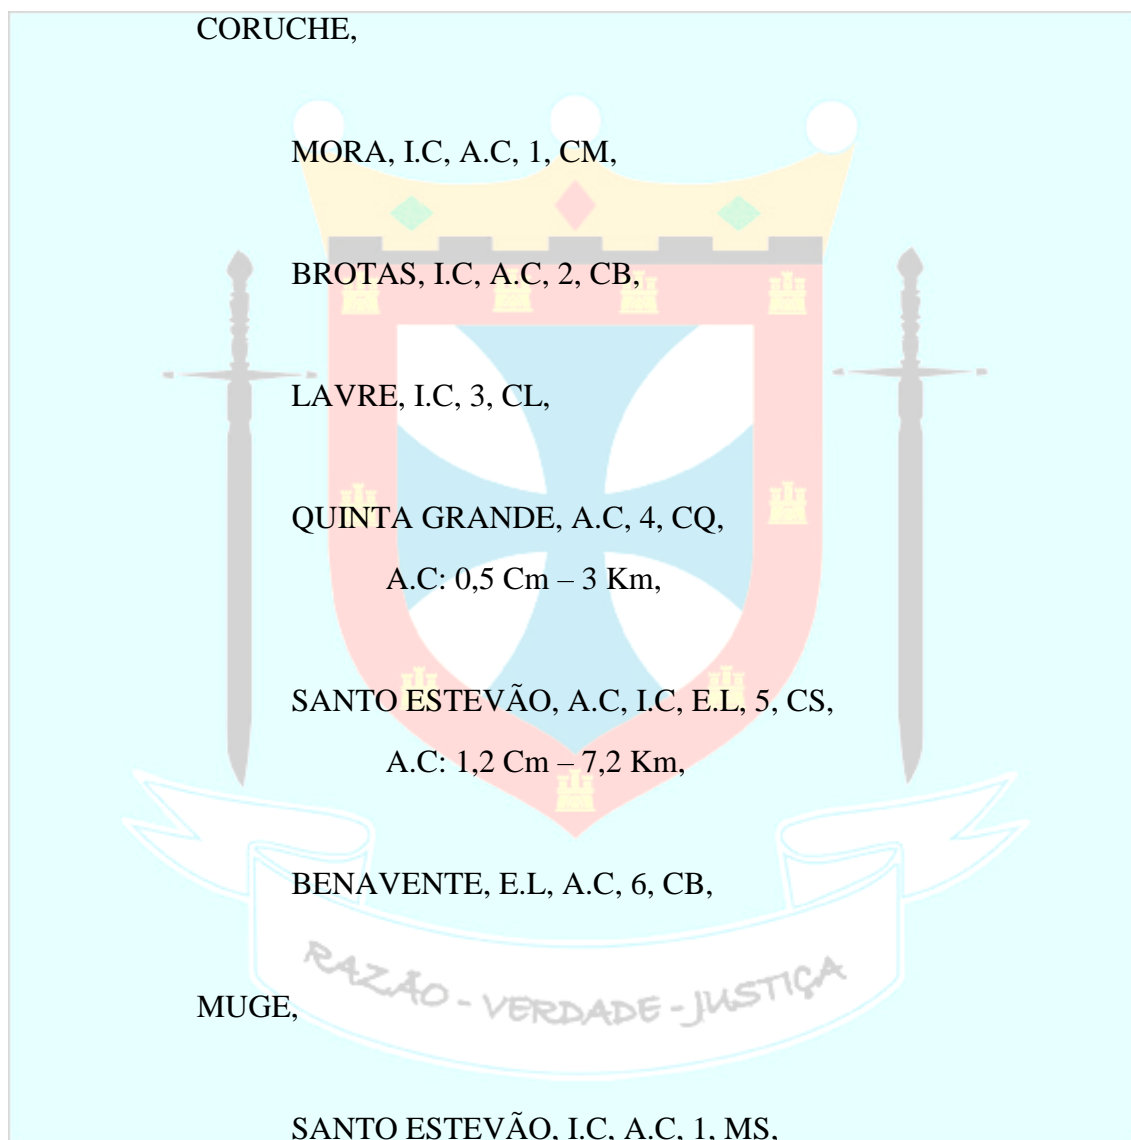 CORUCHE,
MORA, I.C, A.C, 1, CM,
BROTAS, I.C, A.C, 2, CB,
LAVRE, I.C, 3, CL,
QUINTA GRANDE, A.C, 4, CQ,
A.C: 0,5 Cm – 3 Km,
SANTO ESTEVÃO, A.C, I.C, E.L, 5, CS,
A.C: 1,2 Cm – 7,2 Km,
BENAVENTE, E.L, A.C, 6, CB,
RAZÃO - VERDADE - JUSTIÇA
MUGE,
SANTO ESTEVÃO, I.C, A.C, 1, MS,